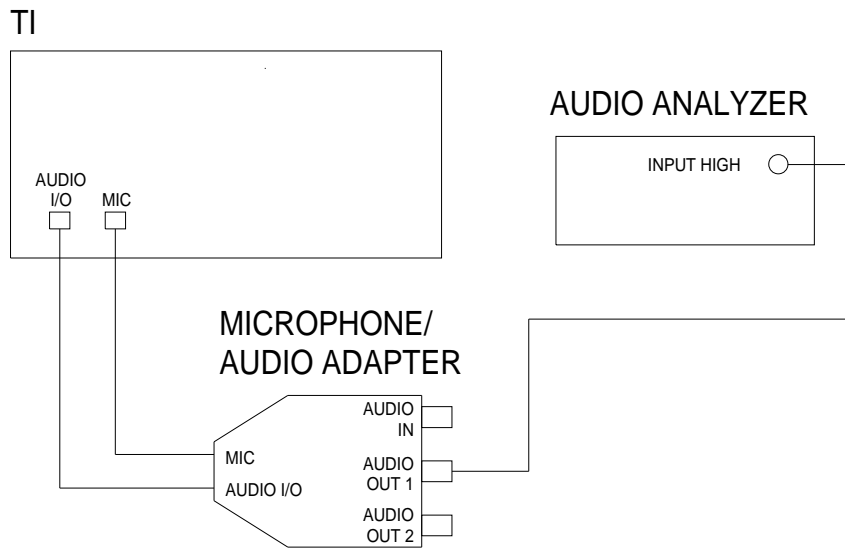 TI
AUDIO
I/O
MIC
AUDIO ANALYZER
INPUT HIGH
MICROPHONE/
AUDIO ADAPTER
AUDIO
IN
MIC
AUDIO
OUT 1
AUDIO I/O
AUDIO
OUT 2